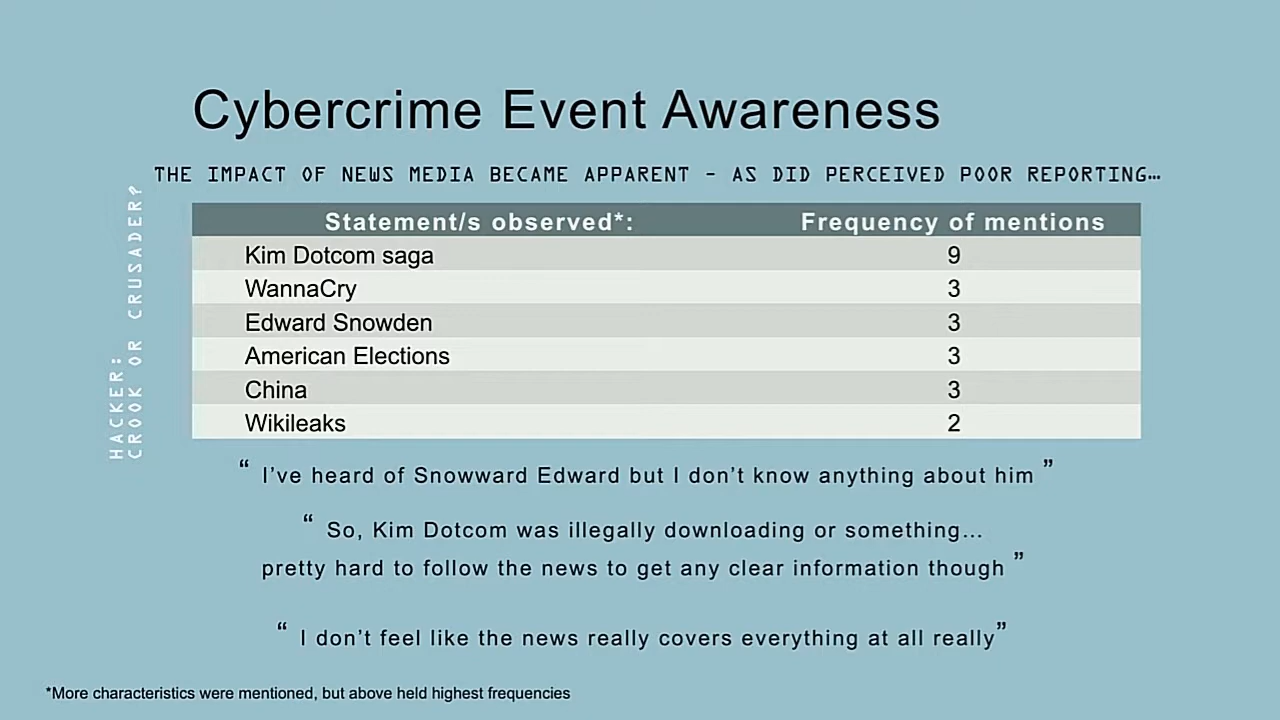 Cybercrime Event Awareness
THE IMPACT OF NEWS MEDIA BECAME APPARENT – AS DID PERCEIVED POOR REPORTING…
HACKER:
CROOK OR CRUSADER?
Statement/s observed*: Frequency of mentions
Kim Dotcom saga 9
WannaCry 3
Edward Snowden 3
American Elections 3
China 3
Wikileaks 2
“ I’ve heard of Snowward Edward but I don’t know anything about him ”
“ So, Kim Dotcom was illegally downloading or something…
pretty hard to follow the news to get any clear information though ”
“ I don’t feel like the news really covers everything at all really”
*More characteristics were mentioned, but above held highest frequencies